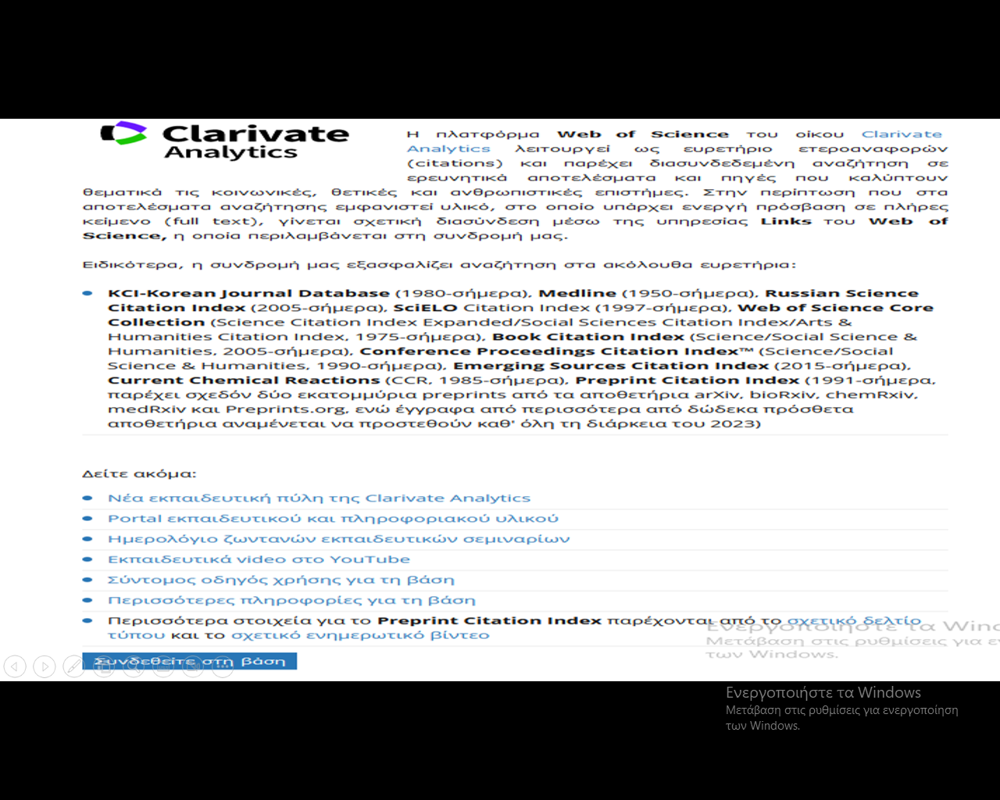 Clarivate
Analytics
Η πλατφόρμα Web of Science του οίκου Clarivate
Analytics λειτουργεί ως ευρετήριο ετεροαναφορών
(citations) και παρέχει διασυνδεδεμένη αναζήτηση σε
ερευνητικά αποτελέσματα και πηγές που καλύπτουν
θεματικά τις κοινωνικές, θετικές και ανθρωπιστικές επιστήμες. Στην περίπτωση που στα
αποτελέσματα αναζήτησης εμφανιστεί υλικό, στο οποίο υπάρχει ενεργή πρόσβαση σε πλήρες
κείμενο (full text), γίνεται σχετική διασύνδεση μέσω της υπηρεσίας Links του Web of
Science, η οποία περιλαμβάνεται στη συνδρομή μας.
Ειδικότερα, η συνδρομή μας εξασφαλίζει αναζήτηση στα ακόλουθα ευρετήρια:
KCI-Korean Journal Database (1980-σήμερα), Medline (1950-σήμερα), Russian Science
Citation Index (2005-σήμερα), SciELO Citation Index (1997-σήμερα), Web of Science Core
Collection (Science Citation Index Expanded/Social Sciences Citation Index/Arts &
Humanities Citation Index, 1975-σήμερα), Book Citation Index (Science/Social Science &
Humanities, 2005-σήμερα), Conference Proceedings Citation Index™ (Science/Social
Science & Humanities, 1990-σήμερα), Emerging Sources Citation Index (2015-σήμερα),
Current Chemical Reactions (CCR, 1985-σήμερα), Preprint Citation Index (1991-σήμερα,
παρέχει σχεδόν δύο εκατομμύρια preprints από τα αποθετήρια arXiv, bioRxiv, chemRxiv,
medRxiv και Preprints.org, ενώ έγγραφα από περισσότερα από δώδεκα πρόσθετα
αποθετήρια αναμένεται να προστεθούν καθ' όλη τη διάρκεια του 2023)
Δείτε ακόμα:
Νέα εκπαιδευτική πύλη της Clarivate Analytics
Portal εκπαιδευτικού και πληροφοριακού υλικού
Ημερολόγιο ζωντανών εκπαιδευτικών σεμιναρίων
Εκπαιδευτικά video στο YouTube
Σύντομος οδηγός χρήσης για τη βάση
Περισσότερες πληροφορίες για τη βάση
Περισσότερα στοιχεία για το Preprint Citation Index παρέχονται από το σχετικό δελτίο
τύπου και το σχετικό ενημερωτικό βίντεο
Συνδεθείτε στη βάση
Ενεργοποιήστε τα Wind
Μετάβαση στις ρυθμίσεις για εν
των Windows.
Ενεργοποιήστε τα Windows
Μετάβαση στις ρυθμίσεις για ενεργοποίηση
των Windows.